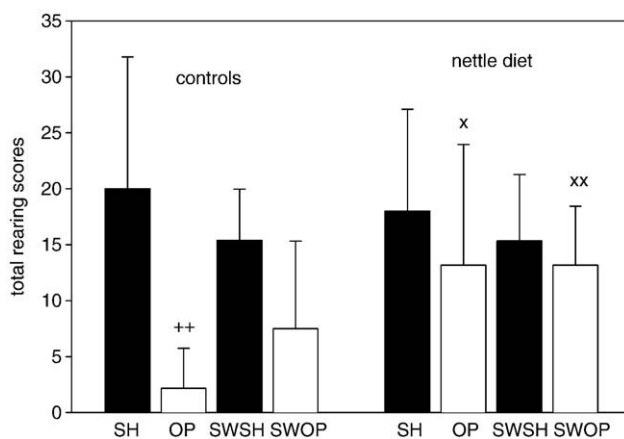 35
30
25
20
15
10
5
0
total rearing scores
controls
nettle diet
++
x
xx
SH OP SWSH SWOP SH OP SWSH SWOP